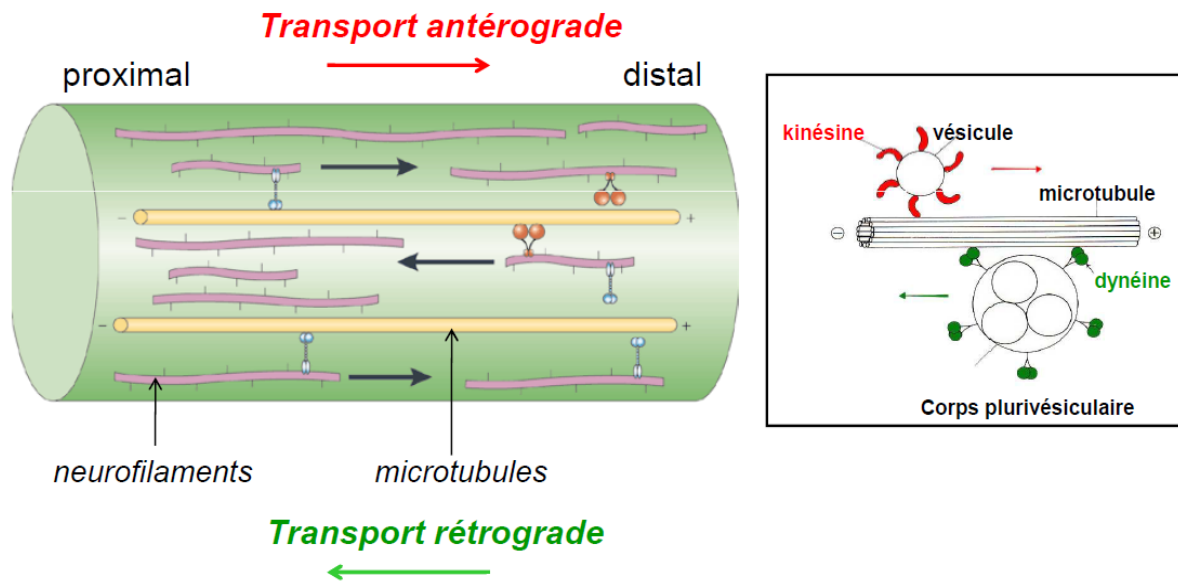 Transport antérograde
proximal
distal
- +
- +
neurofilaments
microtubules
Transport rétrograde
kinésine
vésicule
microtubule
⊖ ⊕
dynéine
Corps plurivésiculaire